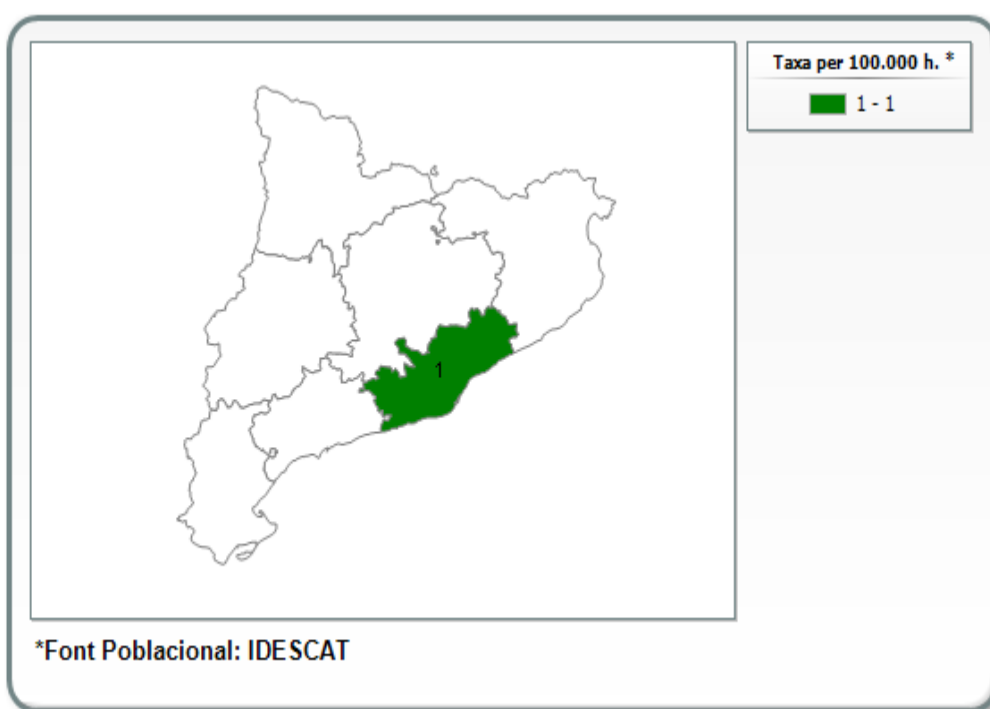 Taxa per 100.000 h. *
1 - 1
1
*Font Poblacional: IDESCAT